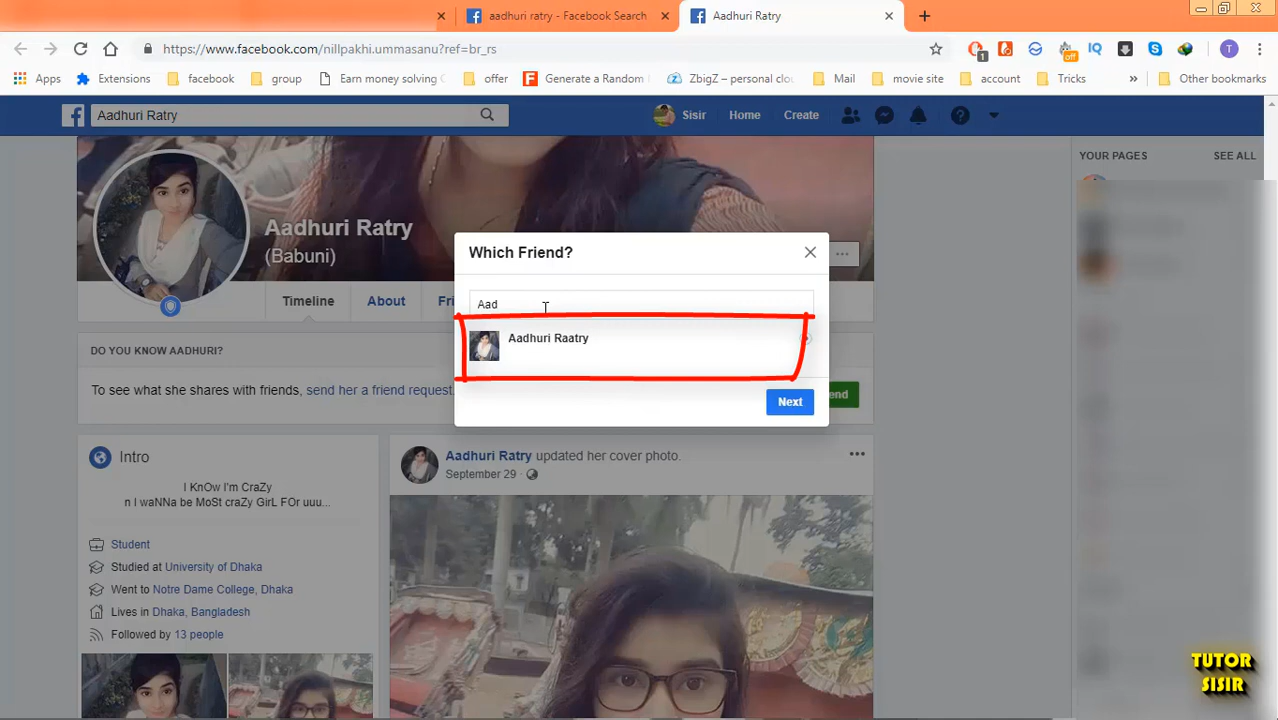 aadhuri ratry - Facebook Search
Aadhuri Ratry
https://www.facebook.com/nillpakhi.ummasanu?ref=br_rs
1
off
IQ
T
Apps
Extensions
facebook
group
Earn money solving
offer
Generate a Random
ZbigZ – personal clou
Mail
movie site
account
Tricks
»
Other bookmarks
Aadhuri Ratry
Sisir
Home
Create
YOUR PAGES
SEE ALL
Aadhuri Ratry
(Babuni)
Timeline
About
Fri
Which Friend?
Aad
Aadhuri Raatry
Next
DO YOU KNOW AADHURI?
To see what she shares with friends, send her a friend request.
end
Intro
I KnOw I'm CraZy
n I waNNa be MoSt craZy GirL FOr uuu...
Student
Studied at University of Dhaka
Went to Notre Dame College, Dhaka
Lives in Dhaka, Bangladesh
Followed by 13 people
Aadhuri Ratry updated her cover photo.
September 29 ·
TUTOR
SISIR